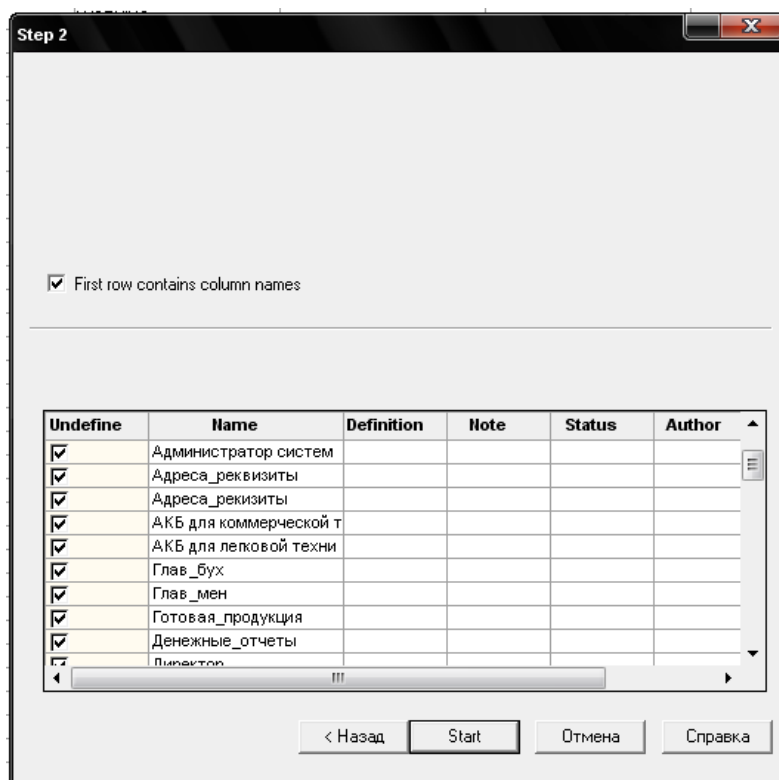 Step 2
First row contains column names
Undefine Name Definition Note Status Author
Администратор систем
Адреса_реквизиты
Адреса_рекизиты
АКБ для коммерческой т
АКБ для легковой техни
Глав_бух
Глав_мен
Готовая_продукция
Денежные_отчеты
Директор
< Назад Start Отмена Справка